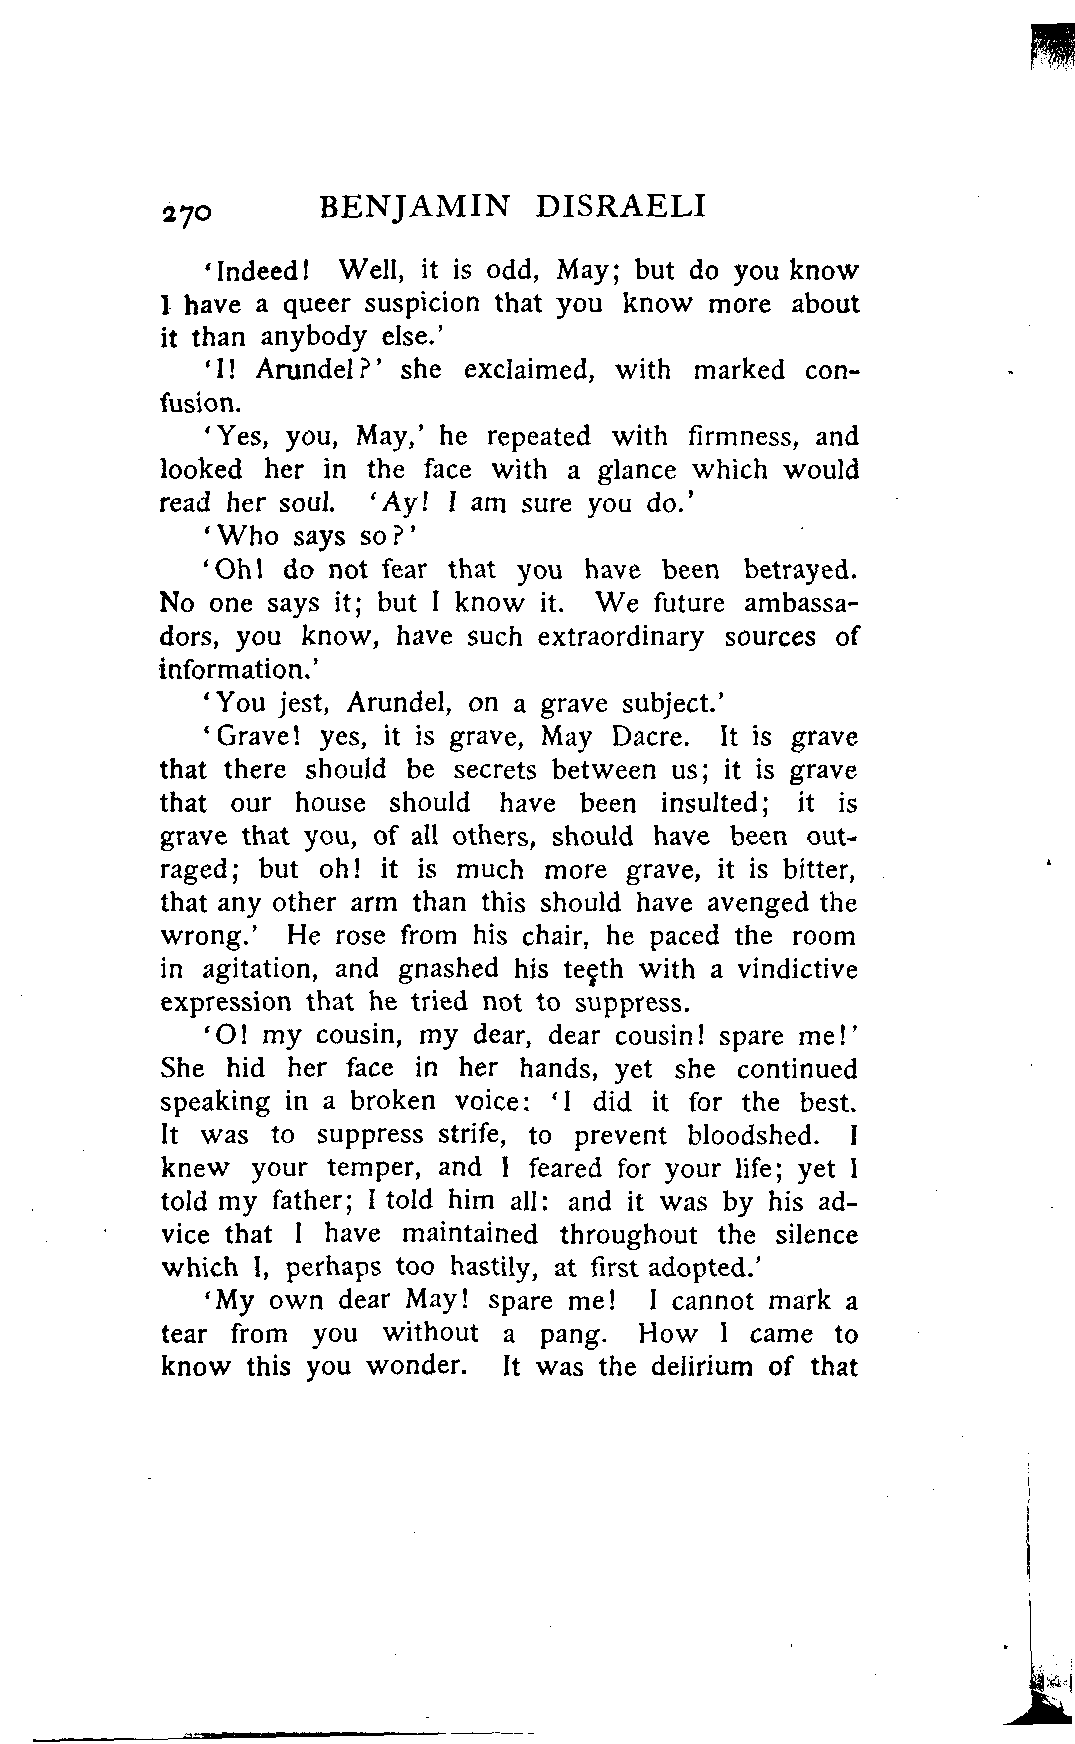 270 BENJAMIN DISRAELI
‘Indeed! Well, it is odd, May; but do you know
I have a queer suspicion that you know more about
it than anybody else.’
‘I! Arundel?’ she exclaimed, with marked con-
fusion.
‘Yes, you, May,’ he repeated with firmness, and
looked her in the face with a glance which would
read her soul. ‘Ay! I am sure you do.’
‘Who says so?’
‘Oh! do not fear that you have been betrayed.
No one says it; but I know it. We future ambassa-
dors, you know, have such extraordinary sources of
information.’
‘You jest, Arundel, on a grave subject.’
‘Grave! yes, it is grave, May Dacre. It is grave
that there should be secrets between us; it is grave
that our house should have been insulted; it is
grave that you, of all others, should have been out-
raged; but oh! it is much more grave, it is bitter,
that any other arm than this should have avenged the
wrong.’ He rose from his chair, he paced the room
in agitation, and gnashed his teeth with a vindictive
expression that he tried not to suppress.
‘O! my cousin, my dear, dear cousin! spare me!’
She hid her face in her hands, yet she continued
speaking in a broken voice: ‘I did it for the best.
It was to suppress strife, to prevent bloodshed. I
knew your temper, and I feared for your life; yet I
told my father; I told him all: and it was by his ad-
vice that I have maintained throughout the silence
which I, perhaps too hastily, at first adopted.’
‘My own dear May! spare me! I cannot mark a
tear from you without a pang. How I came to
know this you wonder. It was the delirium of that